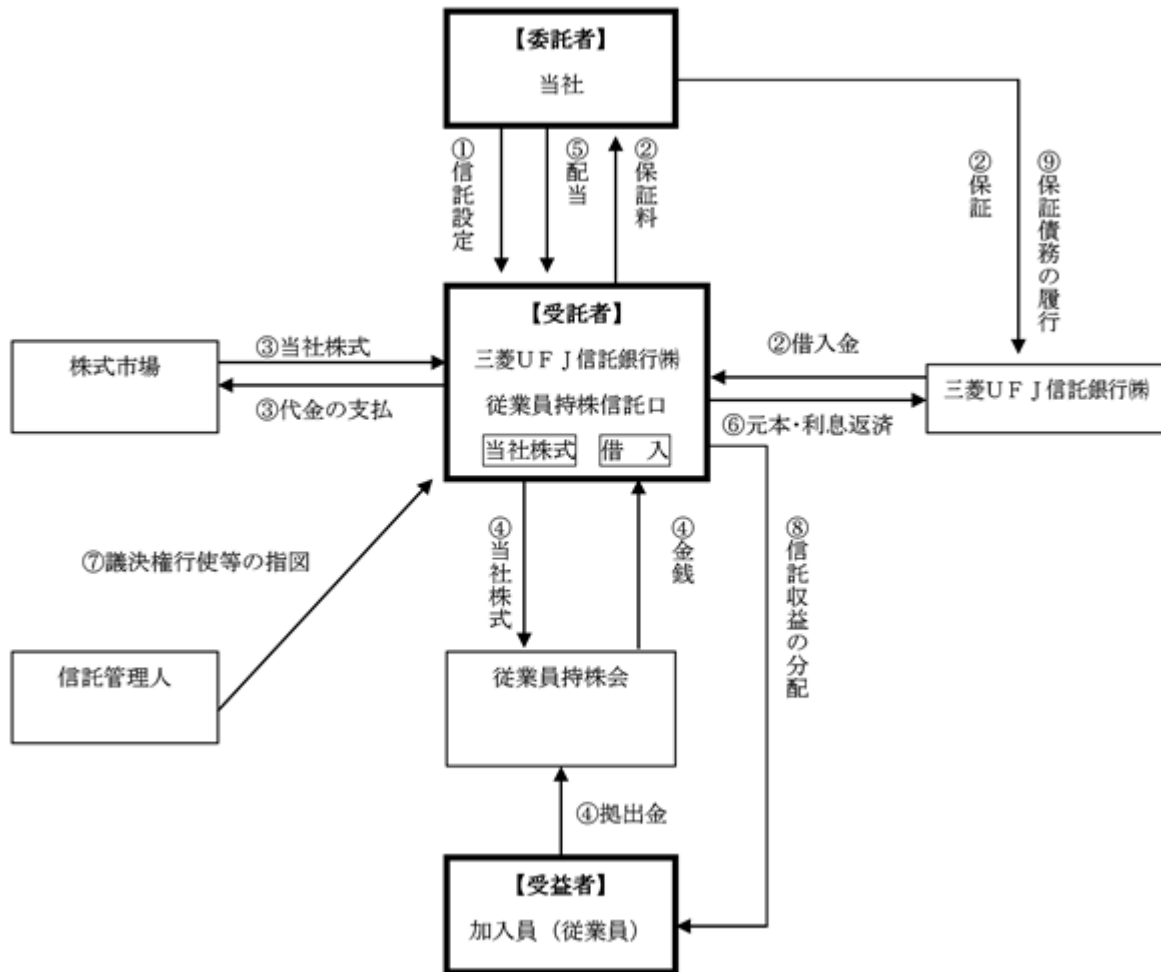 【委託者】
当社
①信託設定
⑤配当
②保証料
②保証
⑨保証債務の履行
株式市場
③当社株式
③代金の支払
【受託者】
三菱UFJ信託銀行㈱
従業員持株信託口
当社株式
借 入
②借入金
⑥元本・利息返済
三菱UFJ信託銀行㈱
⑦議決権行使等の指図
④当社株式
④金銭
⑧信託収益の分配
信託管理人
従業員持株会
④拠出金
【受益者】
加入員（従業員）